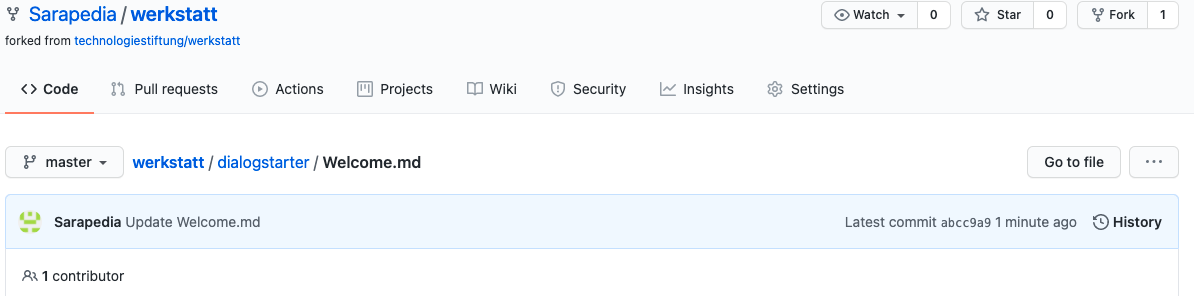 Sarapedia / werkstatt
Watch 0 Star 0 Fork 1
forked from technologiestiftung/werkstatt
Code Pull requests Actions Projects Wiki Security Insights Settings
master werkstatt / dialogstarter / Welcome.md Go to file ...
Sarapedia Update Welcome.md Latest commit abcc9a9 1 minute ago History
1 contributor